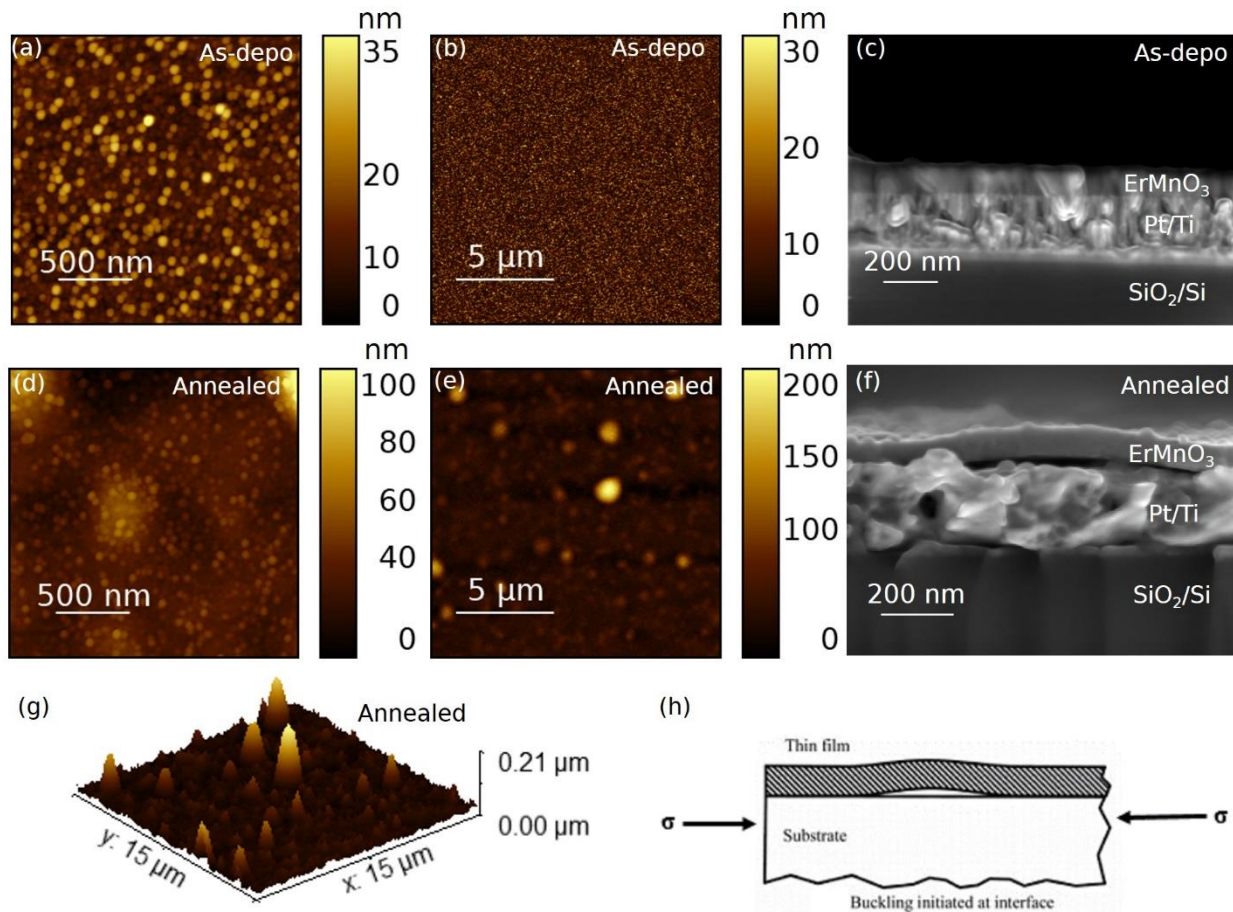 (a)
As-depo
nm
35
20
10
0
500 nm
(b)
As-depo
nm
30
20
10
0
5 µm
(c)
As-depo
ErMnO₃
Pt/Ti
200 nm
SiO₂/Si
(d)
Annealed
nm
100
80
60
40
0
500 nm
(e)
Annealed
nm
200
150
100
0
5 µm
(f)
Annealed
ErMnO₃
Pt/Ti
200 nm
SiO₂/Si
(g)
Annealed
0.21 µm
0.00 µm
y: 15 µm
x: 15 µm
(h)
Thin film
σ
σ
Substrate
Buckling initiated at interface